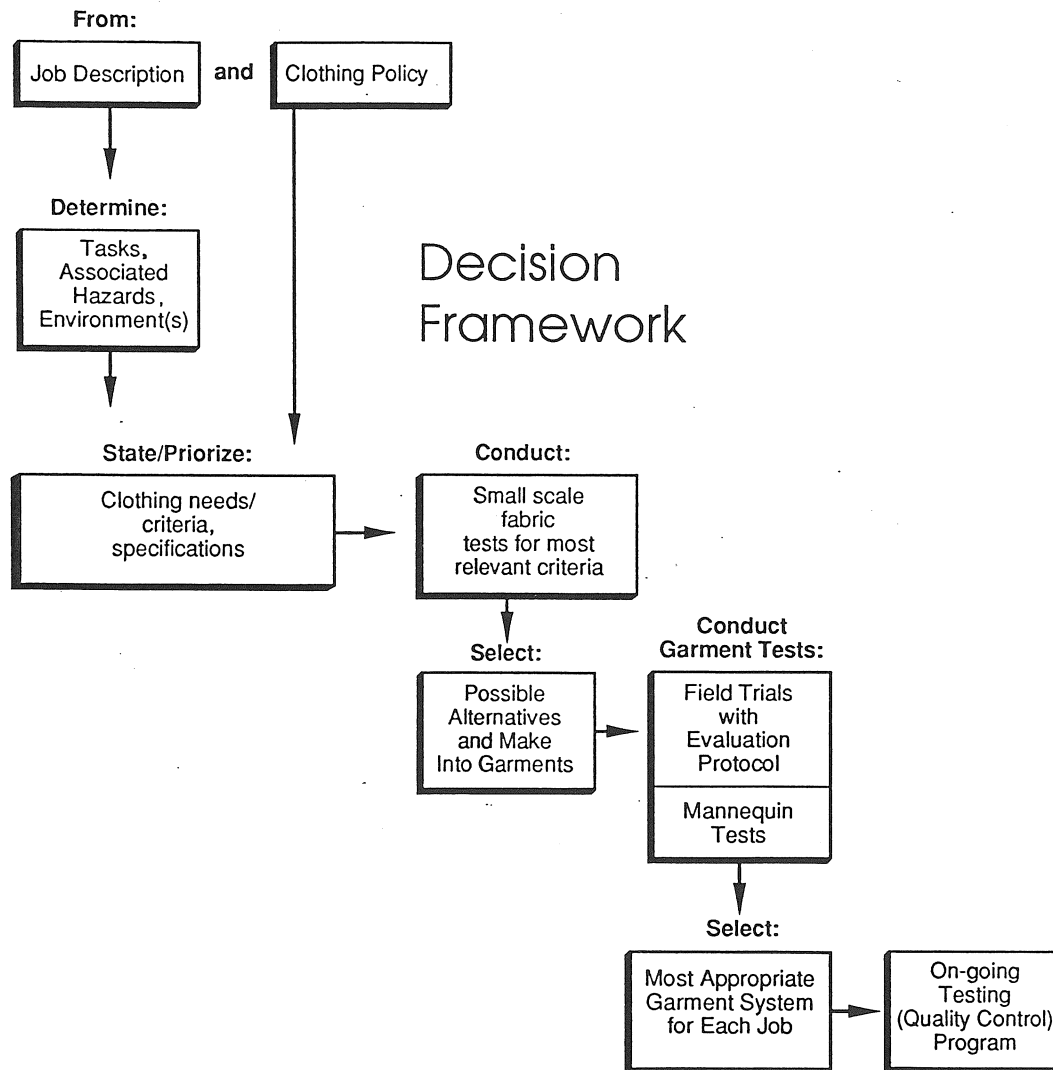 From:
Job Description
and
Clothing Policy
Determine:
Tasks,
Associated
Hazards,
Environment(s)
Decision
Framework
State/Priorize:
Clothing needs/
criteria,
specifications
Conduct:
Small scale
fabric
tests for most
relevant criteria
Select:
Possible
Alternatives
and Make
Into Garments
Conduct
Garment Tests:
Field Trials
with
Evaluation
Protocol
Mannequin
Tests
Select:
Most Appropriate
Garment System
for Each Job
On-going
Testing
(Quality Control)
Program